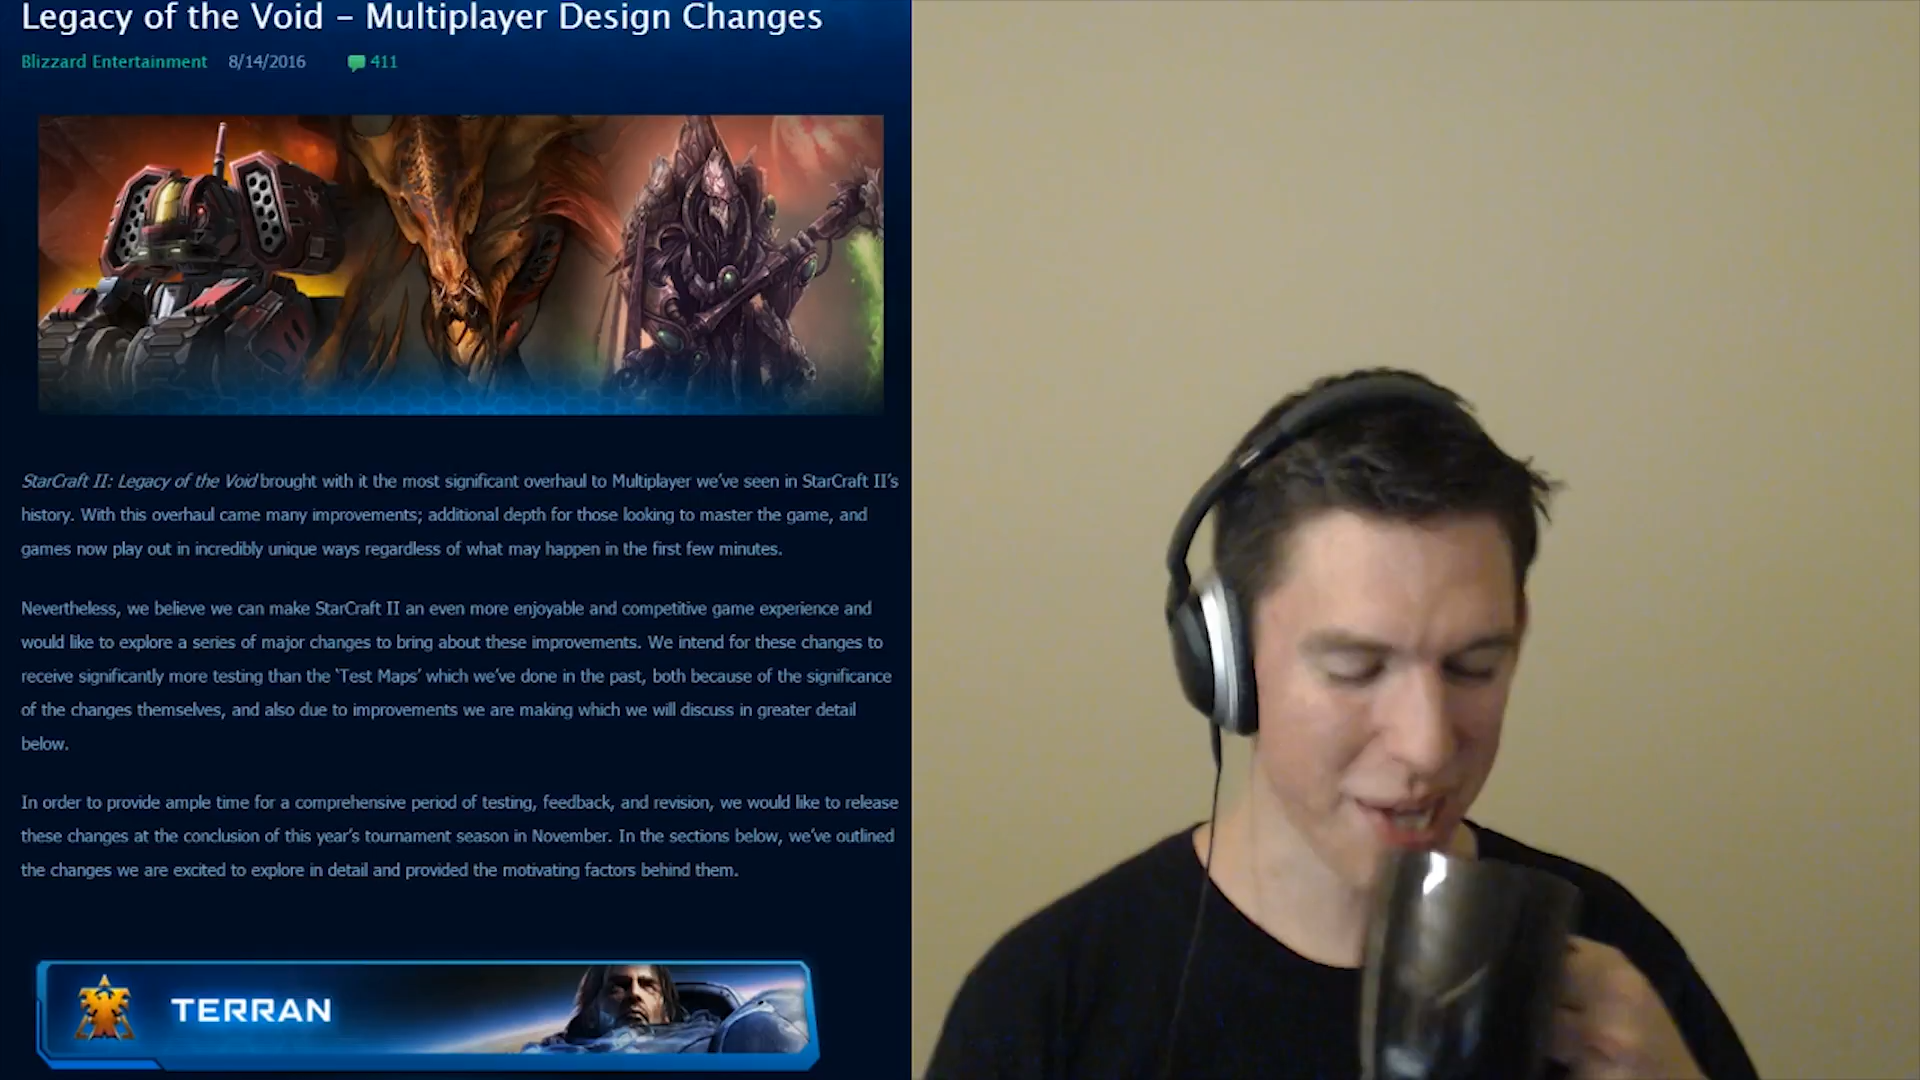 Legacy of the Void – Multiplayer Design Changes
Blizzard Entertainment 8/14/2016 411
StarCraft II: Legacy of the Void brought with it the most significant overhaul to Multiplayer we've seen in StarCraft II's
history. With this overhaul came many improvements; additional depth for those looking to master the game, and
games now play out in incredibly unique ways regardless of what may happen in the first few minutes.
Nevertheless, we believe we can make StarCraft II an even more enjoyable and competitive game experience and
would like to explore a series of major changes to bring about these improvements. We intend for these changes to
receive significantly more testing than the 'Test Maps' which we've done in the past, both because of the significance
of the changes themselves, and also due to improvements we are making which we will discuss in greater detail
below.
In order to provide ample time for a comprehensive period of testing, feedback, and revision, we would like to release
these changes at the conclusion of this year's tournament season in November. In the sections below, we've outlined
the changes we are excited to explore in detail and provided the motivating factors behind them.
TERRAN